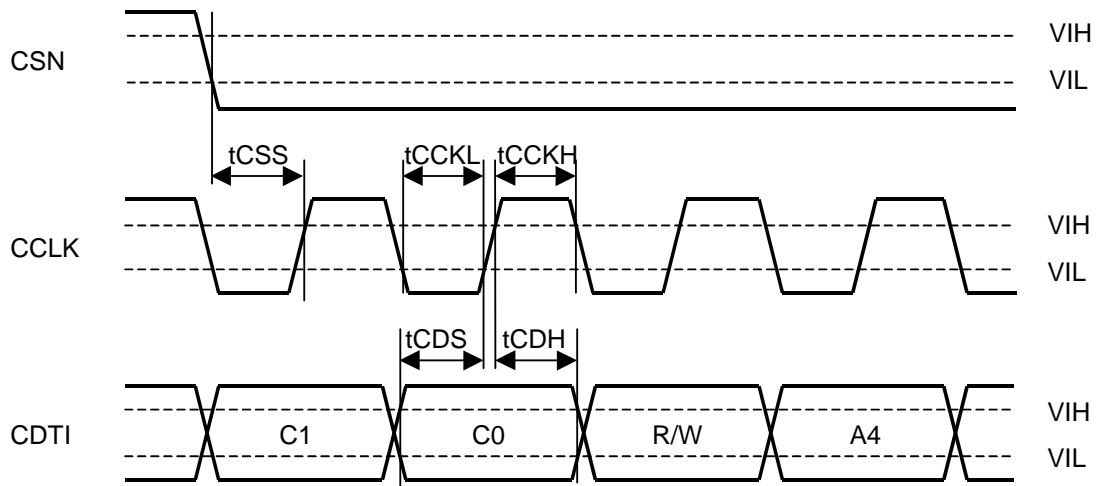 VIH
CSN
VIL
tCSS tCCKL tCCKH
VIH
CCLK
VIL
tCDS tCDH
VIH
CDTI C1 C0 R/W A4
VIL